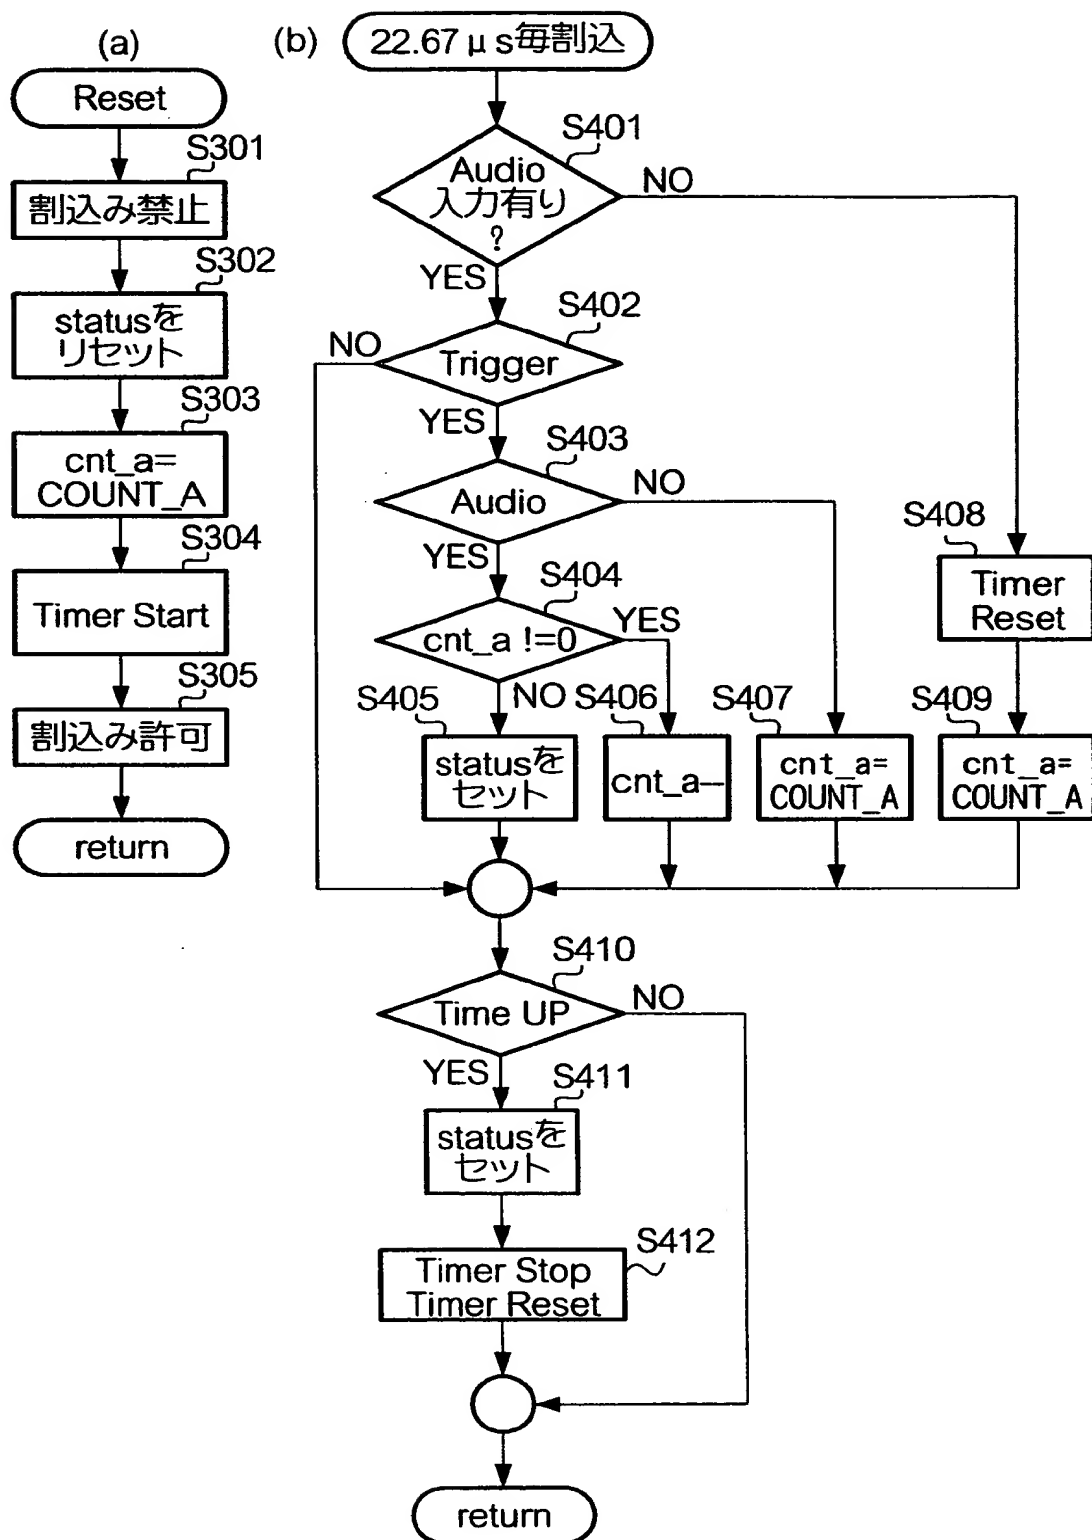 (a)
Reset
S301
割込み禁止
S302
statusを
リセット
S303
cnt_a=
COUNT_A
S304
Timer Start
S305
割込み許可
return
(b)
22.67μs毎割込
S401
Audio
入力有り
?
NO
YES
S402
NO
Trigger
YES
S403
Audio
NO
YES
S404
cnt_a !=0
YES
NO
S405
statusを
セット
S406
cnt_a--
S407
cnt_a=
COUNT_A
S408
Timer
Reset
S409
cnt_a=
COUNT_A
S410
Time UP
NO
YES
S411
statusを
セット
S412
Timer Stop
Timer Reset
return